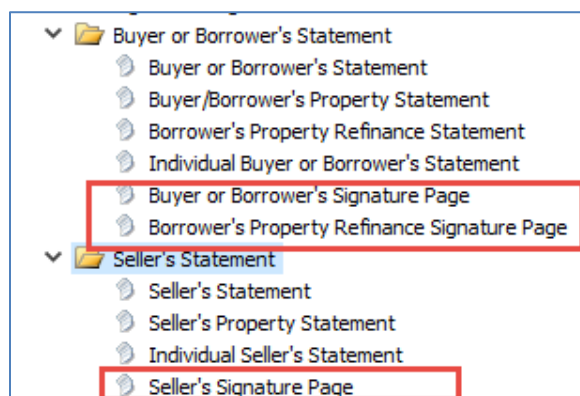 Buyer or Borrower's Statement
Buyer or Borrower's Statement
Buyer/Borrower's Property Statement
Borrower's Property Refinance Statement
Individual Buyer or Borrower's Statement
Buyer or Borrower's Signature Page
Borrower's Property Refinance Signature Page
Seller's Statement
Seller's Statement
Seller's Property Statement
Individual Seller's Statement
Seller's Signature Page